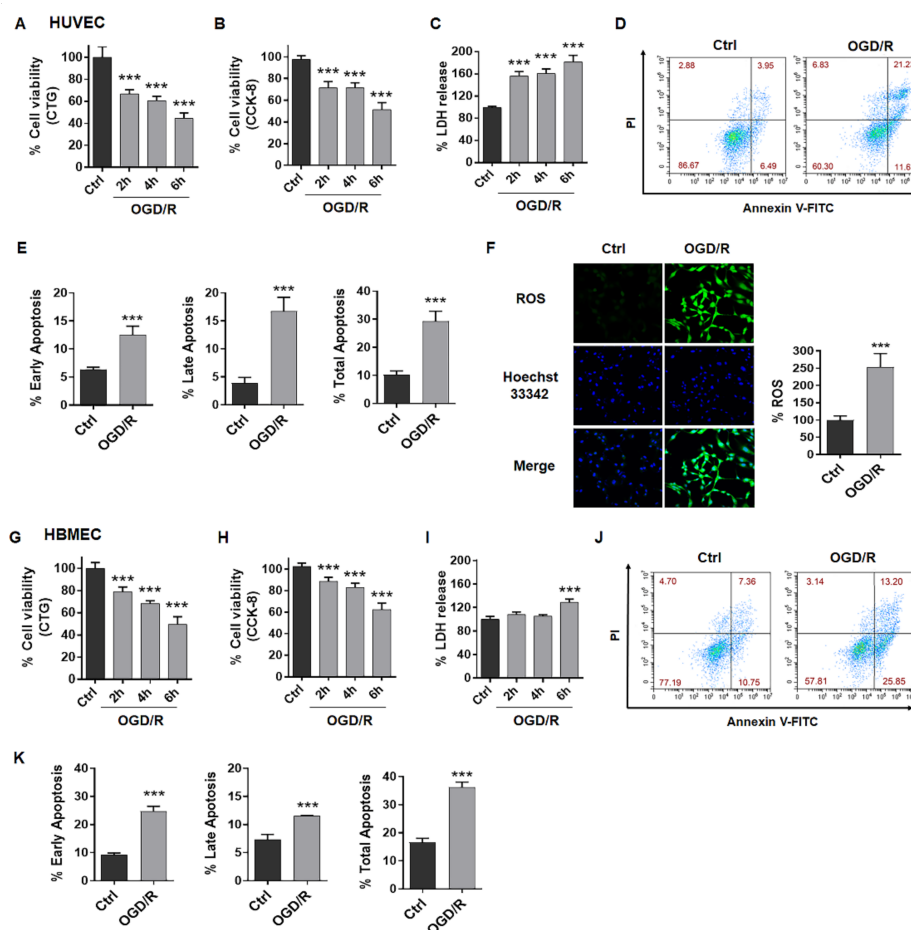 A HUVEC
% Cell viability
(CTG)
120
100
80
60
40
20
0
***
***
***
Ctrl
2h
4h
6h
OGD/R
B
% Cell viability
(CCK-8)
120
100
80
60
40
20
0
***
***
***
Ctrl
2h
4h
6h
OGD/R
C
% LDH release
200
160
120
80
40
0
***
***
***
Ctrl
2h
4h
6h
OGD/R
D
Ctrl
OGD/R
PI
2.88
3.95
86.67
6.49
6.83
60.30
Annexin V-FITC
E
% Early Apoptosis
20
15
10
5
0
***
Ctrl
OGD/R
% Late Apoptosis
20
15
10
5
0
***
Ctrl
OGD/R
% Total Apoptosis
40
30
20
10
0
***
Ctrl
OGD/R
F
Ctrl
OGD/R
ROS
Hoechst
33342
Merge
% ROS
300
250
200
150
100
50
0
***
Ctrl
OGD/R
G HBMEC
% Cell viability
(CTG)
120
100
80
60
40
20
0
***
***
***
Ctrl
2h
4h
6h
OGD/R
H
% Cell viability
(CCK-8)
120
100
80
60
40
20
0
***
***
***
Ctrl
2h
4h
6h
OGD/R
I
% LDH release
200
160
120
80
40
0
***
Ctrl
2h
4h
6h
OGD/R
J
Ctrl
OGD/R
PI
4.70
7.36
77.19
10.75
3.14
13.20
57.81
25.85
Annexin V-FITC
K
% Early Apoptosis
40
30
20
10
0
***
Ctrl
OGD/R
% Late Apotosis
20
15
10
5
0
***
Ctrl
OGD/R
% Total Apoptosis
40
30
20
10
0
***
Ctrl
OGD/R